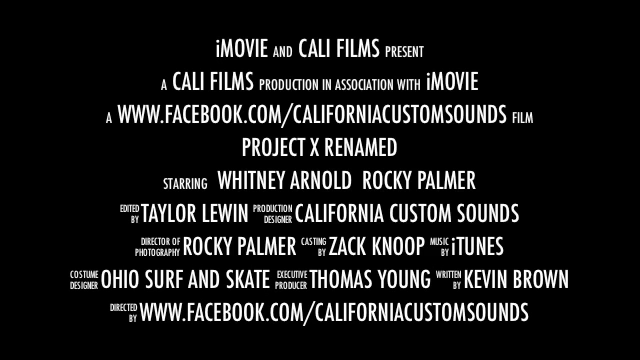 iMOVIE AND CALI FILMS PRESENT
A CALI FILMS PRODUCTION IN ASSOCIATION WITH iMOVIE
A WWW.FACEBOOK.COM/CALIFORNIACUSTOMSOUNDS FILM
PROJECT X RENAMED
STARRING WHITNEY ARNOLD ROCKY PALMER
EDITED BY TAYLOR LEWIN PRODUCTION DESIGNER CALIFORNIA CUSTOM SOUNDS
DIRECTOR OF PHOTOGRAPHY ROCKY PALMER CASTING BY ZACK KNOOP MUSIC BY iTUNES
COSTUME DESIGNER OHIO SURF AND SKATE EXECUTIVE PRODUCER THOMAS YOUNG WRITTEN BY KEVIN BROWN
DIRECTED BY WWW.FACEBOOK.COM/CALIFORNIACUSTOMSOUNDS